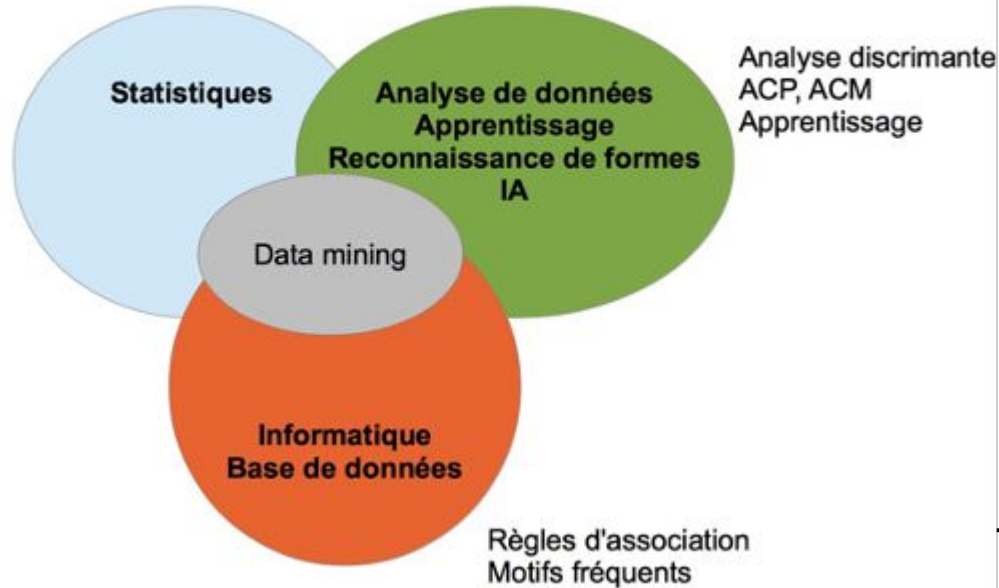 Statistiques
Analyse de données
Apprentissage
Reconnaissance de formes
IA
Analyse discrimante
ACP, ACM
Apprentissage
Data mining
Informatique
Base de données
Règles d'association
Motifs fréquents